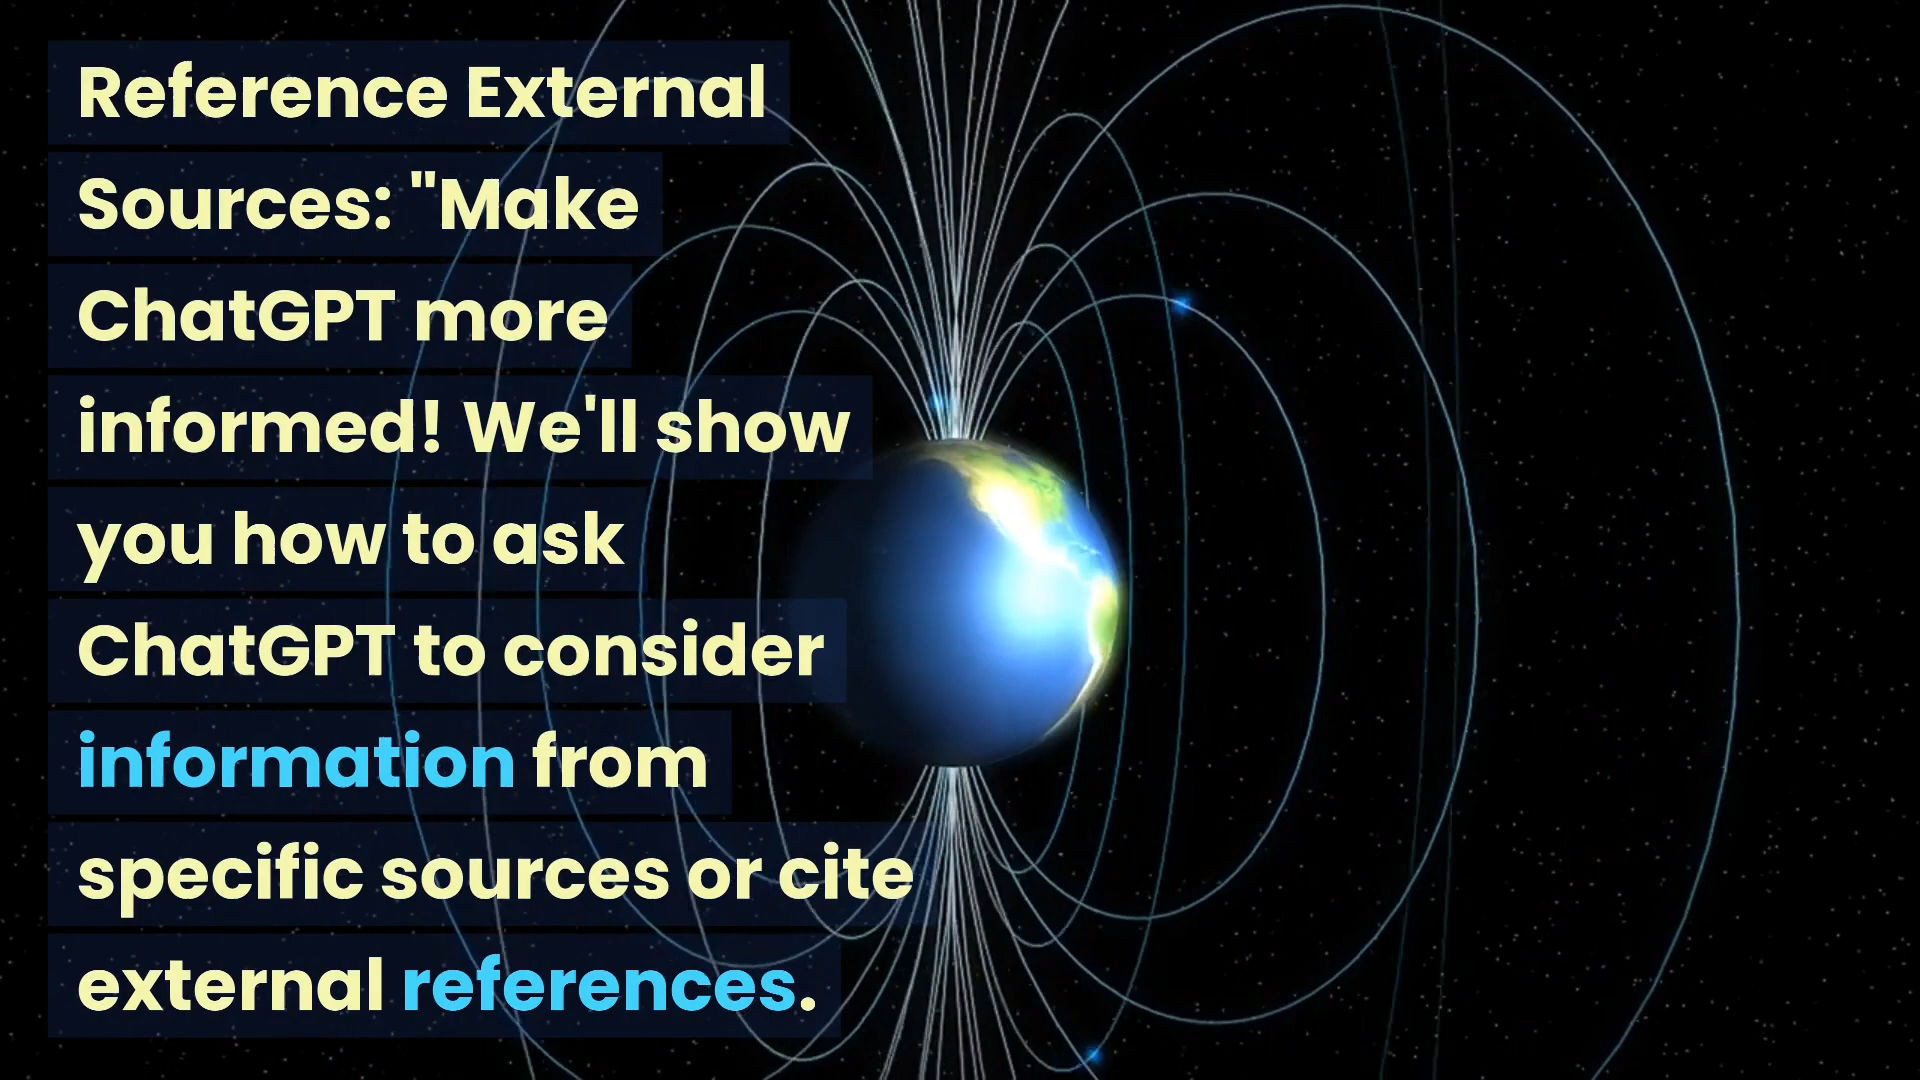 Reference External
Sources: "Make
ChatGPT more
informed! We'll show
you how to ask
ChatGPT to consider
information from
specific sources or cite
external references.